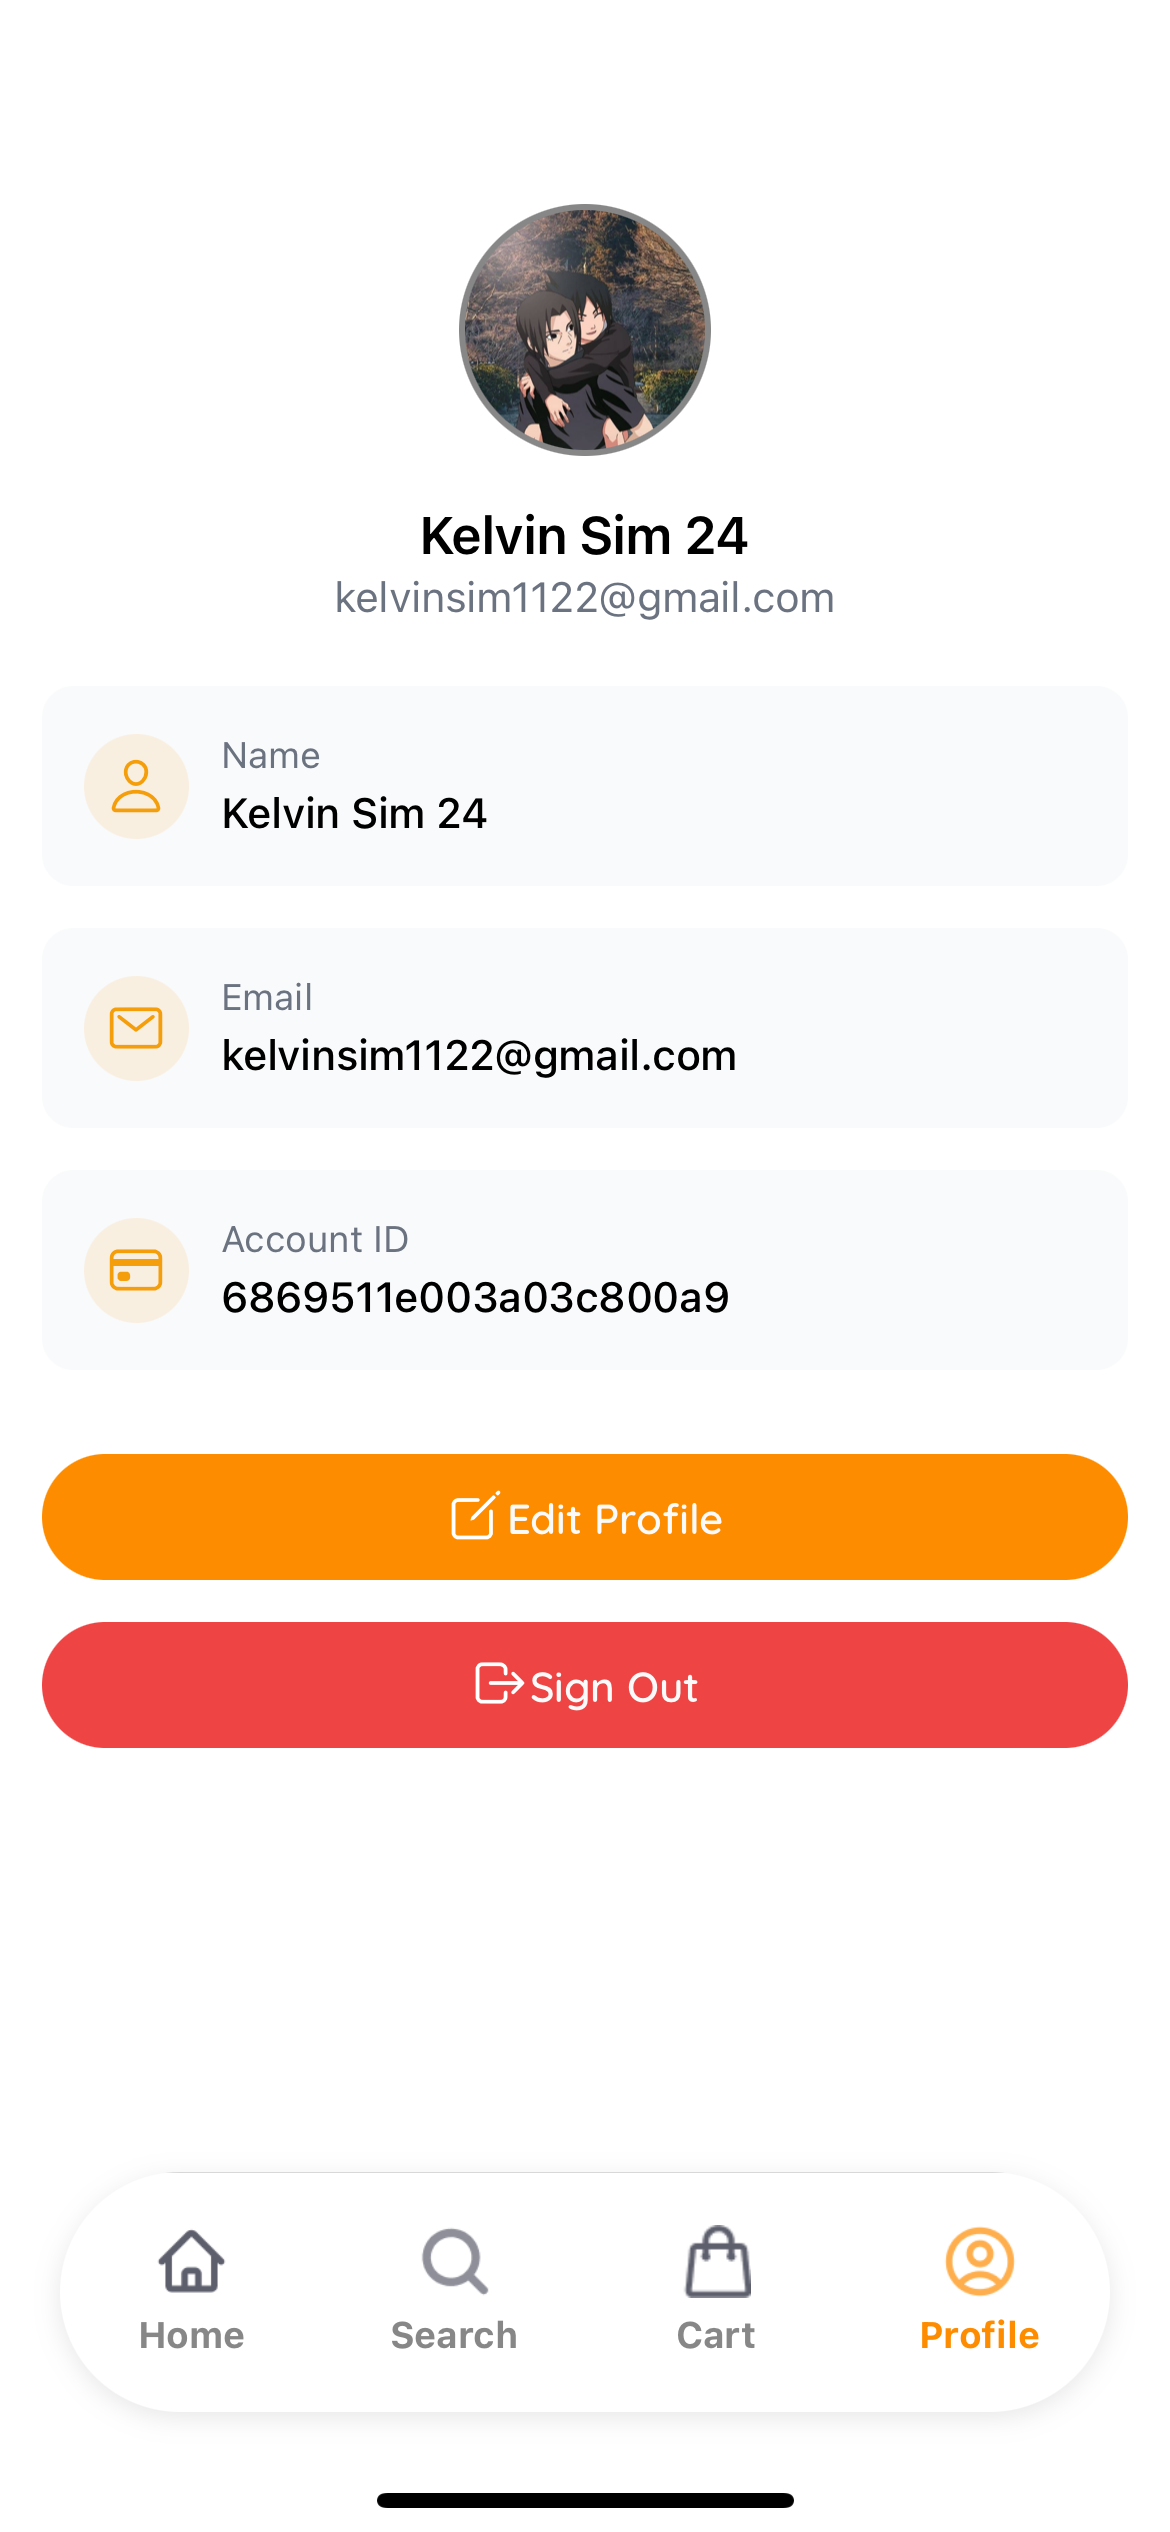 Kelvin Sim 24
kelvinsim1122@gmail.com
Name
Kelvin Sim 24
Email
kelvinsim1122@gmail.com
Account ID
6869511e003a03c800a9
Edit Profile
Sign Out
Home
Search
Cart
Profile